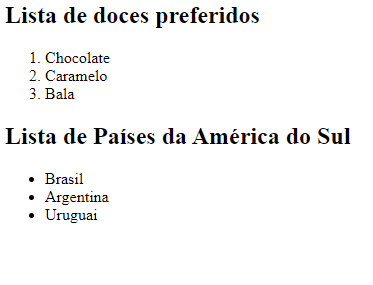 Lista de doces preferidos
1. Chocolate
2. Caramelo
3. Bala
Lista de Países da América do Sul
• Brasil
• Argentina
• Uruguai